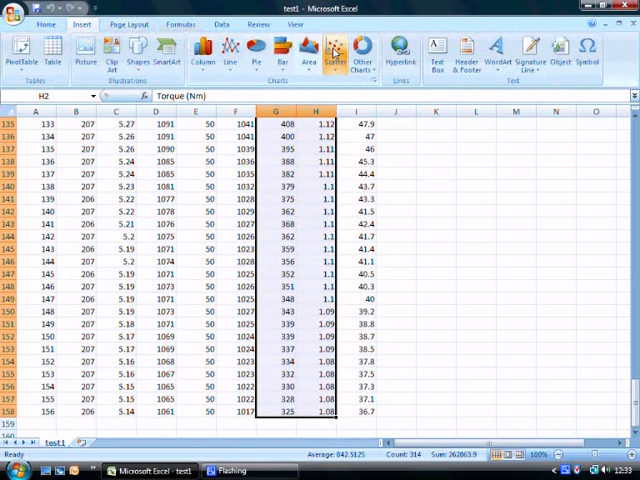 test1 - Microsoft Excel
Home Insert Page Layout Formulas Data Review View
PivotTable Table Picture Clip Art Shapes SmartArt Column Line Pie Bar Area Scatter Other Charts Hyperlink Text Box Header & Footer WordArt Signature Line Object Symbol
Tables Illustrations Charts Links Text
H2 fx Torque (Nm)
A B C D E F G H I J K L M N O
135 133 207 5.27 1091 50 1041 408 1.12 47.9
136 134 207 5.26 1091 50 1041 400 1.12 47
137 135 207 5.26 1090 50 1039 395 1.11 46
138 136 207 5.24 1085 50 1036 388 1.11 45.3
139 137 207 5.24 1085 50 1034 382 1.11 44.4
140 138 207 5.23 1081 50 1032 379 1.1 43.7
141 139 206 5.22 1077 50 1028 375 1.1 43.3
142 140 207 5.22 1078 50 1029 362 1.1 41.5
143 141 206 5.21 1076 50 1027 368 1.1 42.4
144 142 207 5.2 1075 50 1026 362 1.1 41.7
145 143 206 5.19 1071 50 1023 359 1.1 41.4
146 144 206 5.2 1074 50 1028 356 1.1 41.1
147 145 206 5.19 1071 50 1025 352 1.1 40.5
148 146 207 5.19 1073 50 1026 351 1.1 40.3
149 147 206 5.19 1071 50 1025 348 1.1 40
150 148 207 5.19 1073 50 1027 343 1.09 39.2
151 149 207 5.18 1071 50 1025 339 1.09 38.8
152 150 207 5.17 1069 50 1024 339 1.09 38.7
153 151 207 5.17 1069 50 1024 337 1.09 38.5
154 152 207 5.16 1068 50 1023 334 1.08 37.8
155 153 207 5.16 1067 50 1023 332 1.08 37.5
156 154 207 5.15 1065 50 1022 330 1.08 37.3
157 155 207 5.15 1065 50 1022 328 1.08 37.1
158 156 206 5.14 1061 50 1017 325 1.08 36.7
159
160
test1
Ready Average: 842.5125 Count: 314 Sum: 262863.9 100%
Microsoft Excel - test1 Flashing 12:33